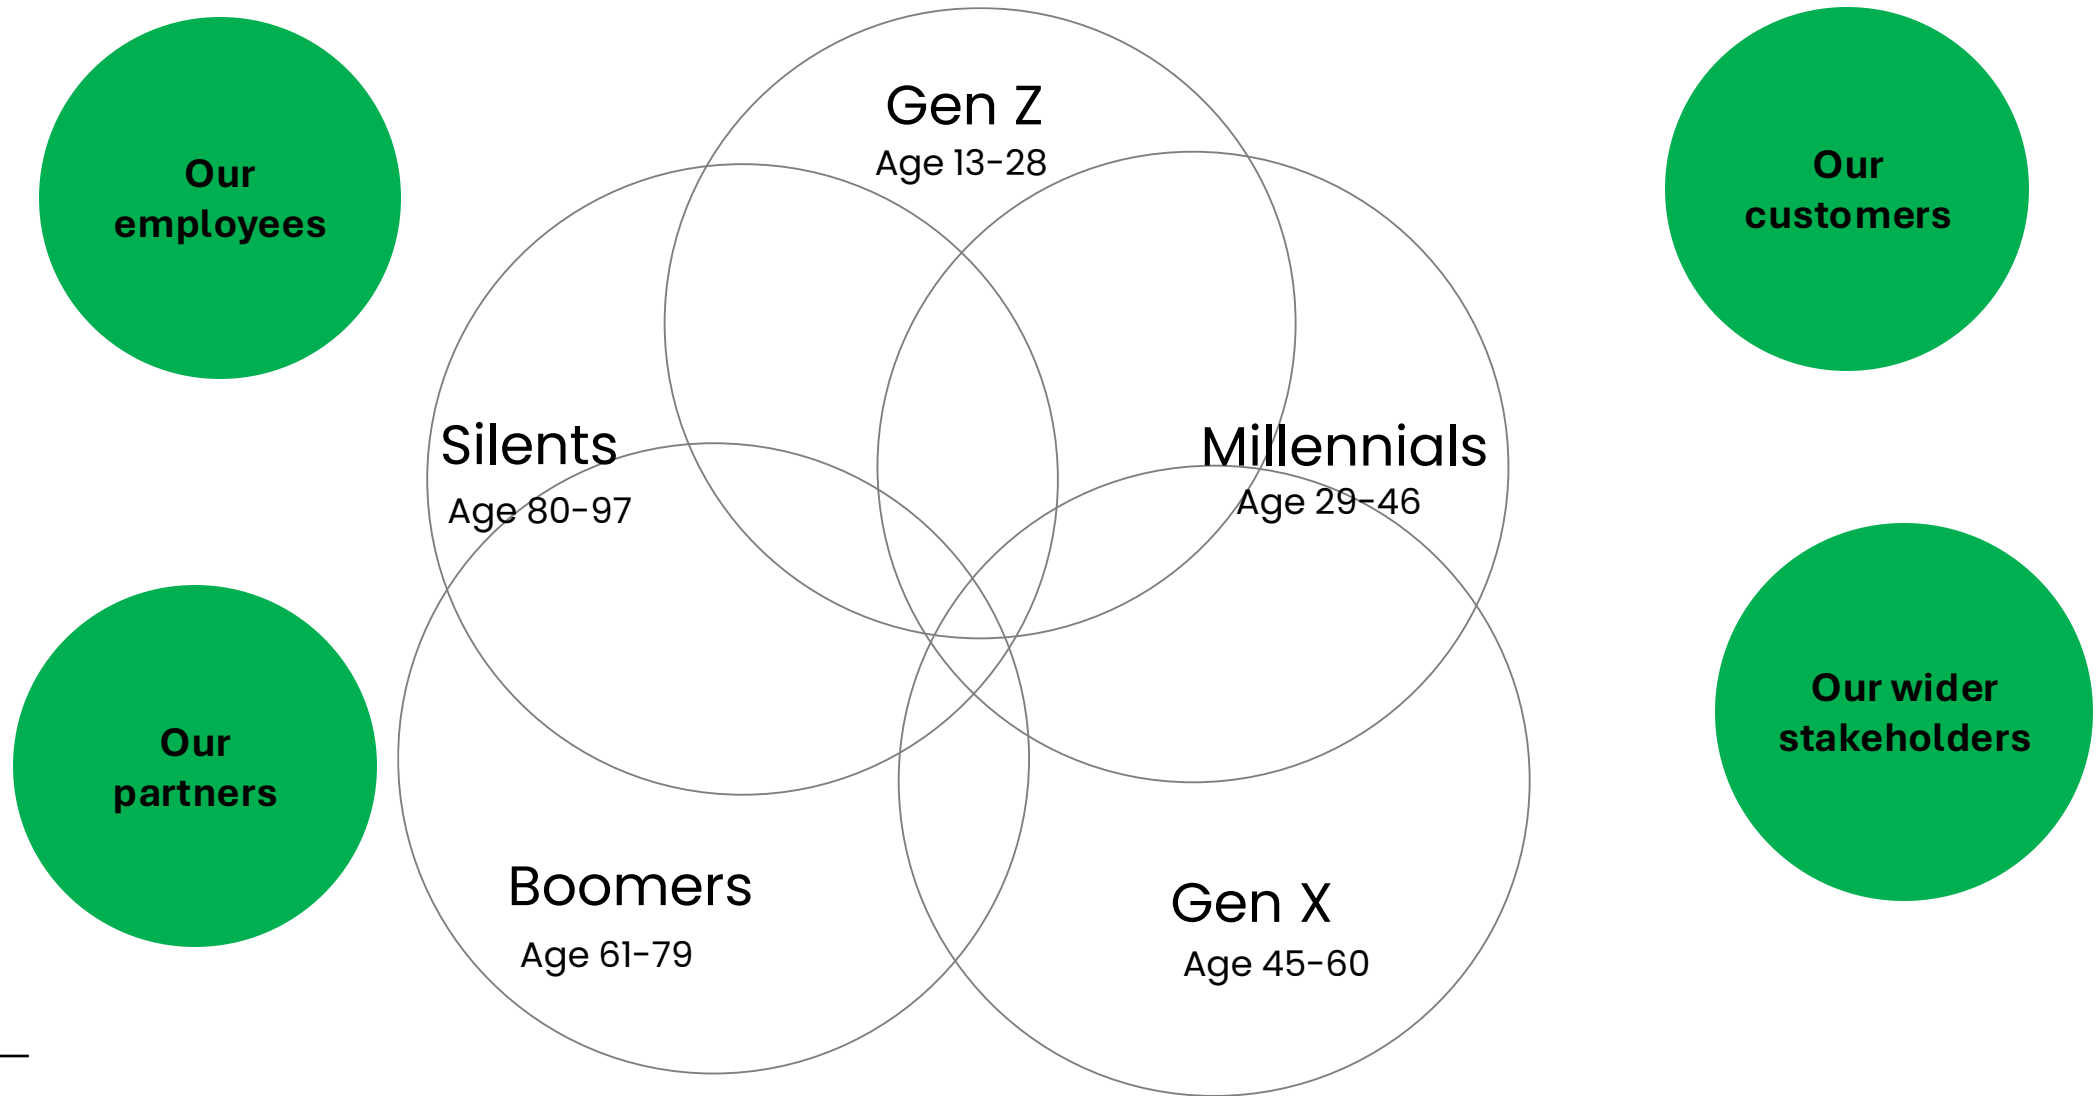 Our
employees
Gen Z
Age 13-28
Our
customers
Silents
Age 80-97
Millennials
Age 29-46
Our
partners
Our wider
stakeholders
Boomers
Age 61-79
Gen X
Age 45-60